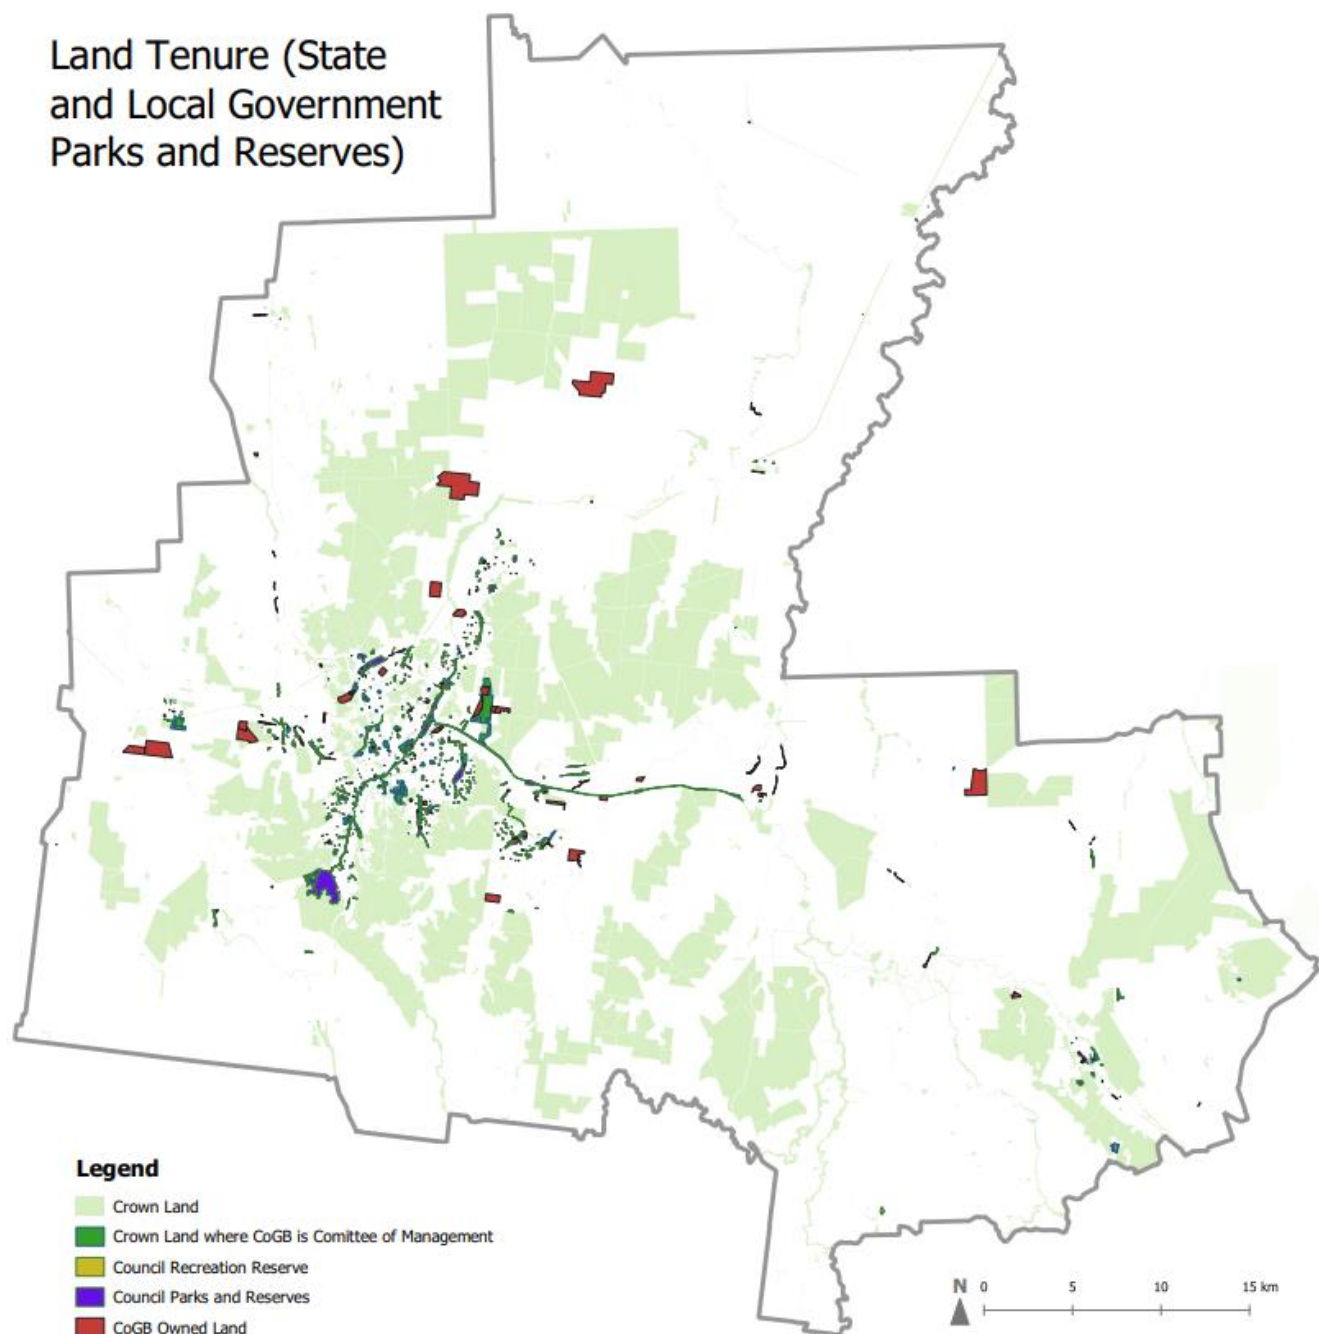 Land Tenure (State
and Local Government
Parks and Reserves)
Legend
Crown Land
Crown Land where CoGB is Comittee of Management
Council Recreation Reserve
Council Parks and Reserves
CoGB Owned Land
N 0 5 10 15 km